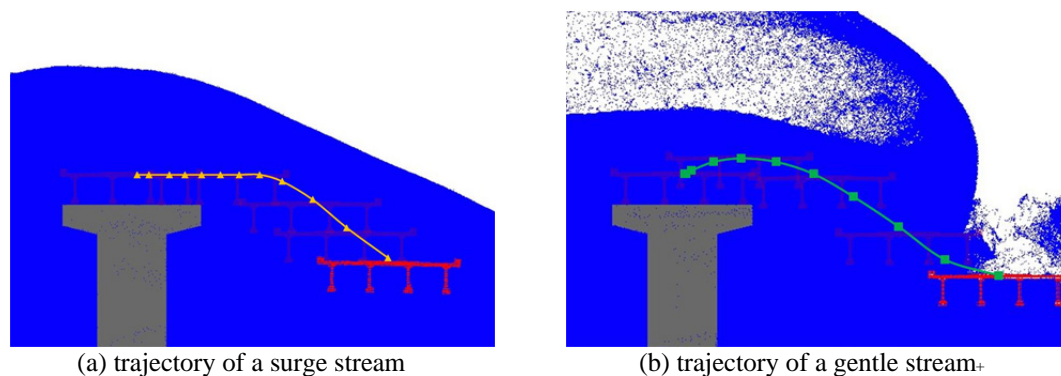 (a) trajectory of a surge stream
(b) trajectory of a gentle stream+